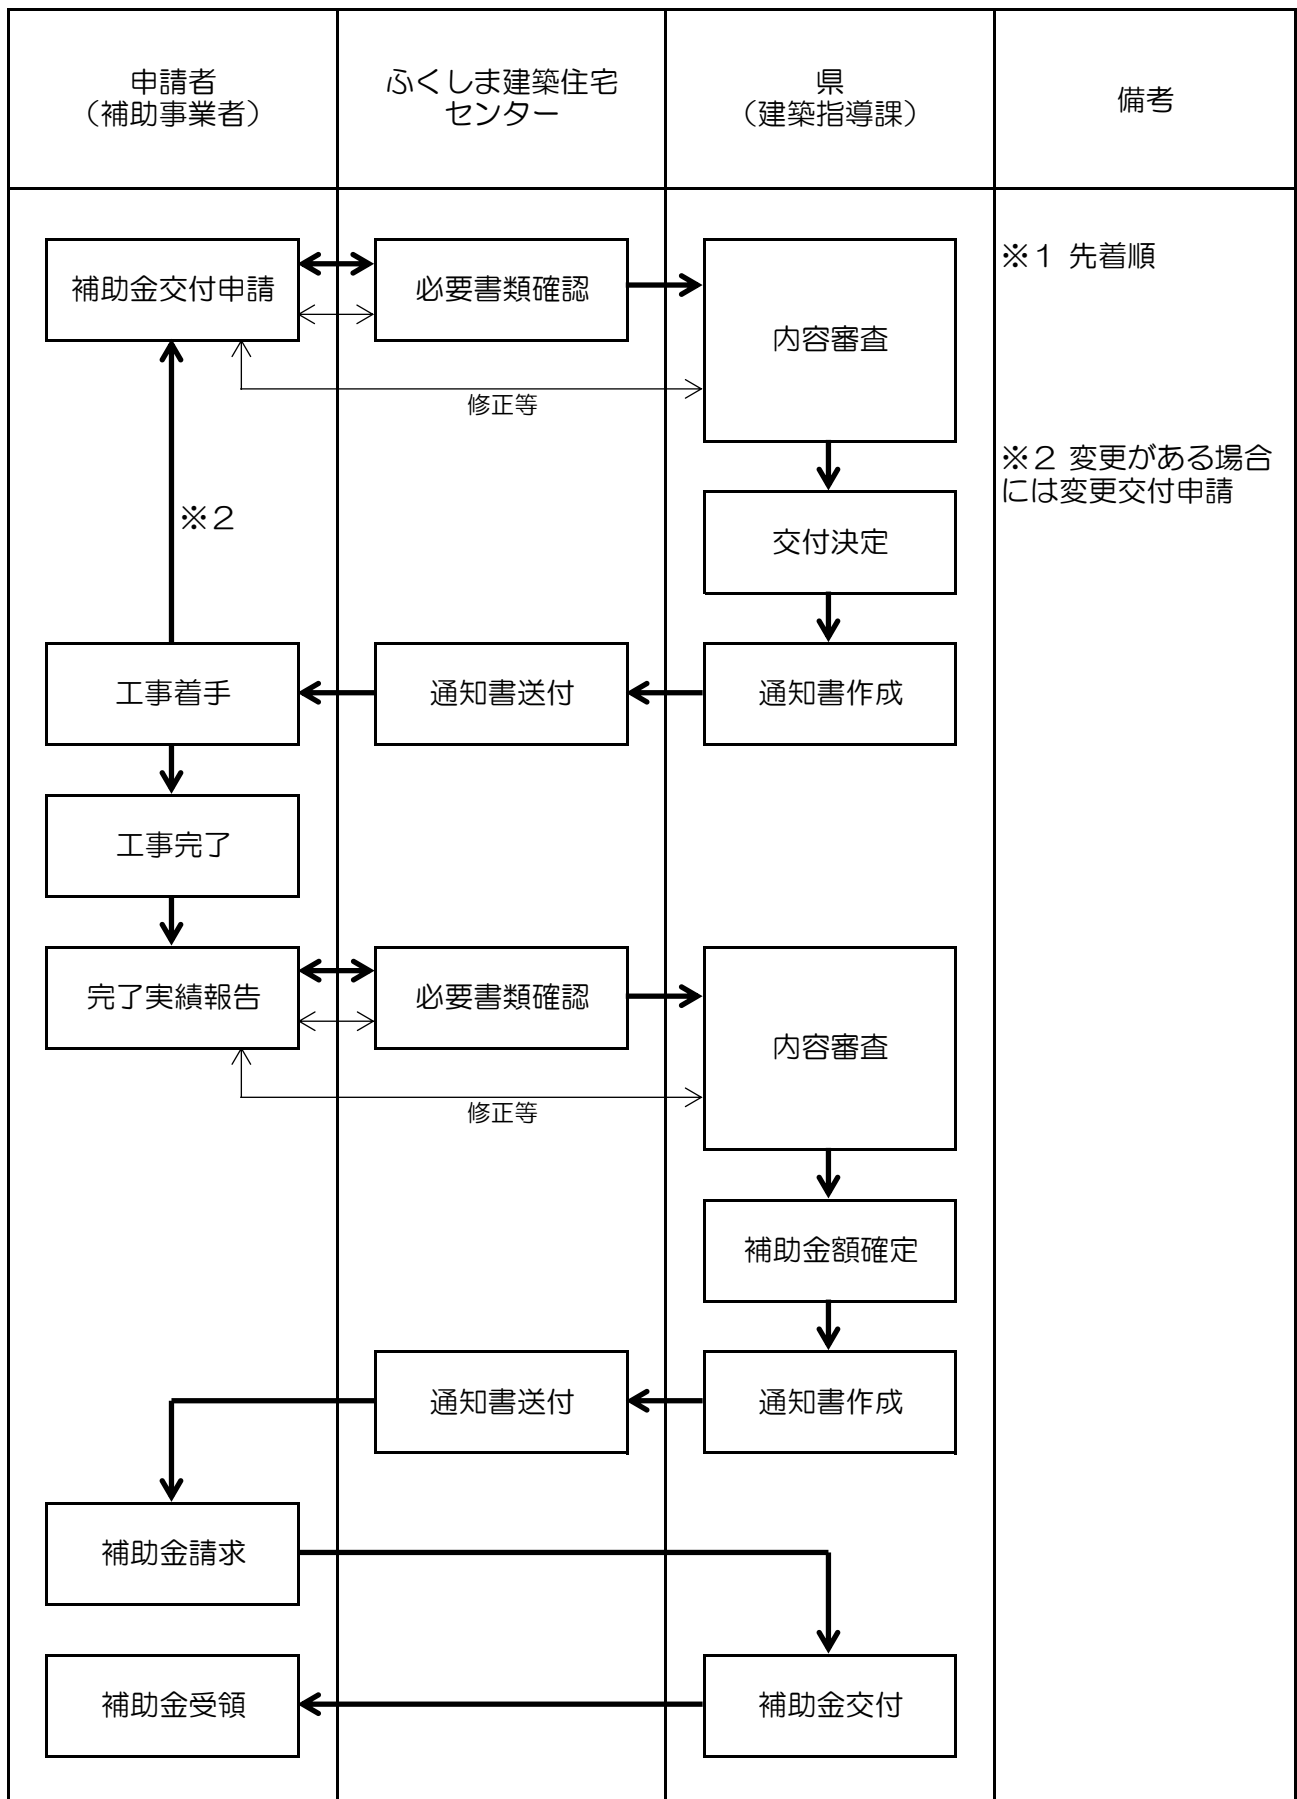 申請者
（補助事業者）
ふくしま建築住宅
センター
県
（建築指導課）
備考
補助金交付申請
必要書類確認
内容審査
※１ 先着順
修正等
※２ 変更がある場合
には変更交付申請
※２
交付決定
工事着手
通知書送付
通知書作成
工事完了
完了実績報告
必要書類確認
内容審査
修正等
補助金額確定
通知書送付
通知書作成
補助金請求
補助金受領
補助金交付